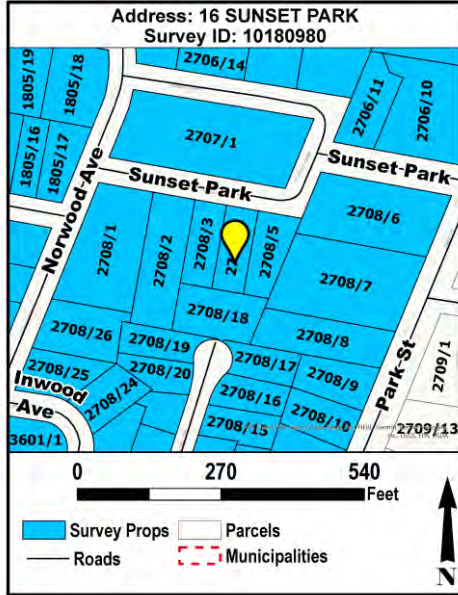 Address: 16 SUNSET PARK
Survey ID: 10180980
1805/19
1805/18
2706/14
2706/11
2706/10
1805/16
1805/17
2707/1
Norwood-Ave
Sunset-Park
Sunset-Park
2708/1
2708/2
2708/3
2708/5
2708/6
2708/7
2708/18
2708/26
2708/19
2708/8
2708/25
2708/20
2708/17
2708/9
Park-St
2709/1
Inwood
Ave
2708/24
2708/16
2708/10
2708/15
2709/13
3601/1
0 270 540
Feet
Survey Props
Parcels
Roads
Municipalities
N